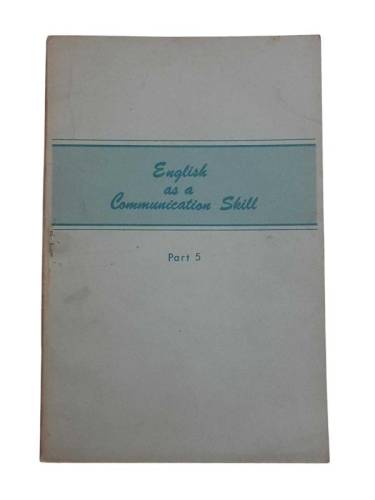 English
as a
Communication Skill
Part 5